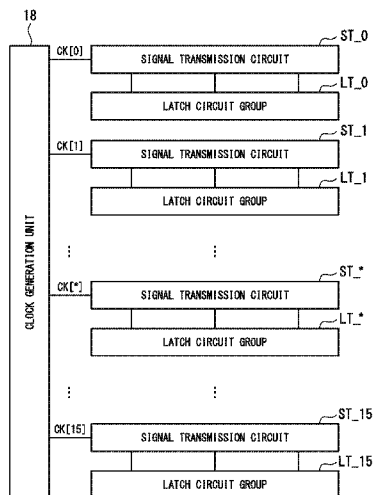 18
ST_0
CK[0]
SIGNAL TRANSMISSION CIRCUIT
LT_0
LATCH CIRCUIT GROUP
ST_1
CK[1]
SIGNAL TRANSMISSION CIRCUIT
LT_1
LATCH CIRCUIT GROUP
CLOCK GENERATION UNIT
ST_*
CK[*]
SIGNAL TRANSMISSION CIRCUIT
LT_*
LATCH CIRCUIT GROUP
ST_15
CK[15]
SIGNAL TRANSMISSION CIRCUIT
LT_15
LATCH CIRCUIT GROUP